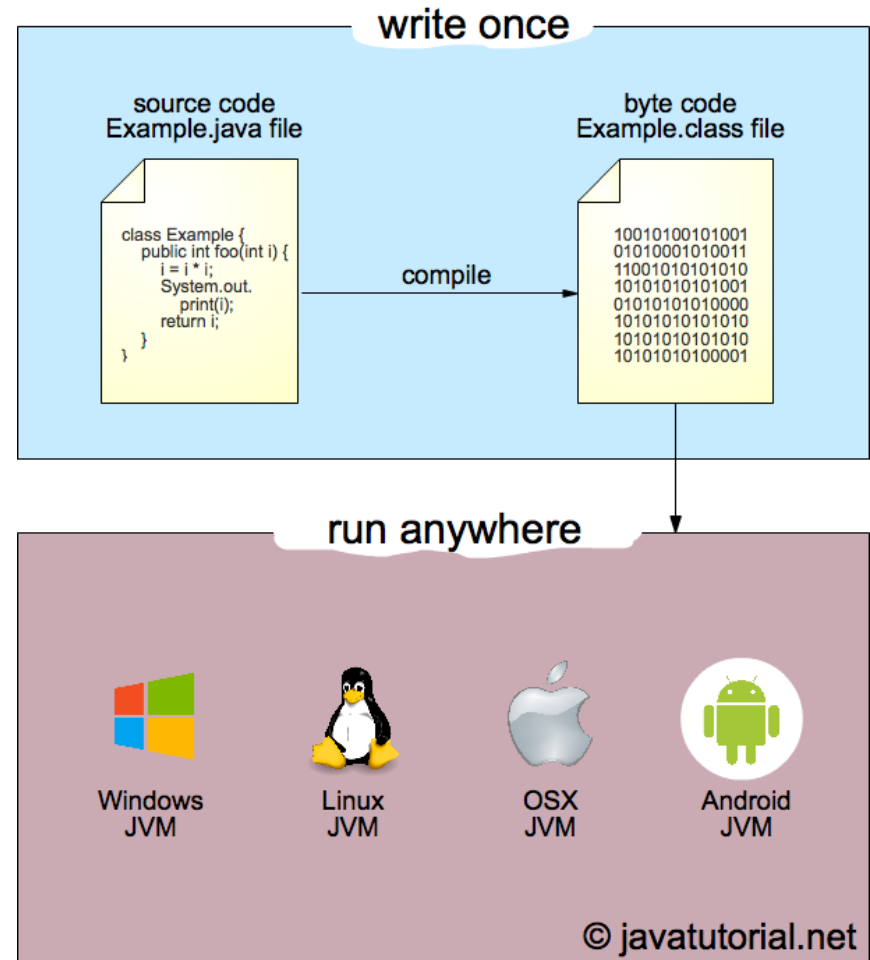 write once
source code
Example.java file
class Example {
public int foo(int i) {
i = i * i;
System.out.
print(i);
return i;
}
}
compile
byte code
Example.class file
10010100101001
01010001010011
11001010101010
10101010101001
01010101010000
10101010101010
10101010101010
10101010100001
run anywhere
Windows
JVM
Linux
JVM
OSX
JVM
Android
JVM
© javatutorial.net